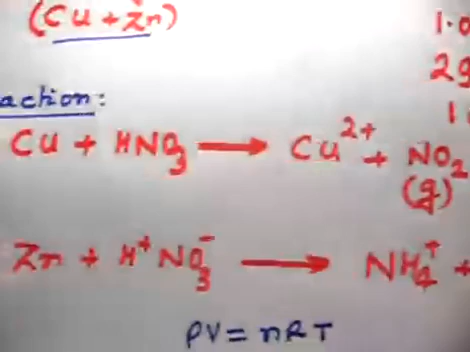 (Cu + Zn)
1.0
2g
action:
1.
Cu + HNO₃ ⟶ Cu²⁺ + NO₂
(g)
Zn + H⁺ NO₃⁻ ⟶ NH₄⁺ +
PV = nRT